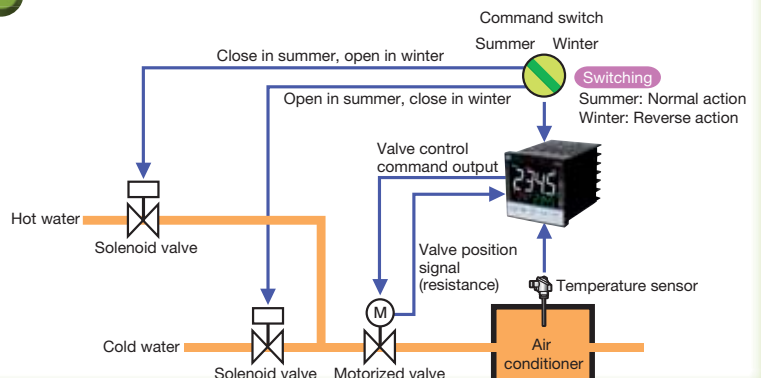 Command switch
Summer Winter
Close in summer, open in winter
Switching
Open in summer, close in winter
Summer: Normal action
Winter: Reverse action
Valve control
command output
2345
Hot water
Solenoid valve
Valve position
signal
(resistance)
Temperature sensor
M
Cold water
Air
conditioner
Solenoid valve
Motorized valve